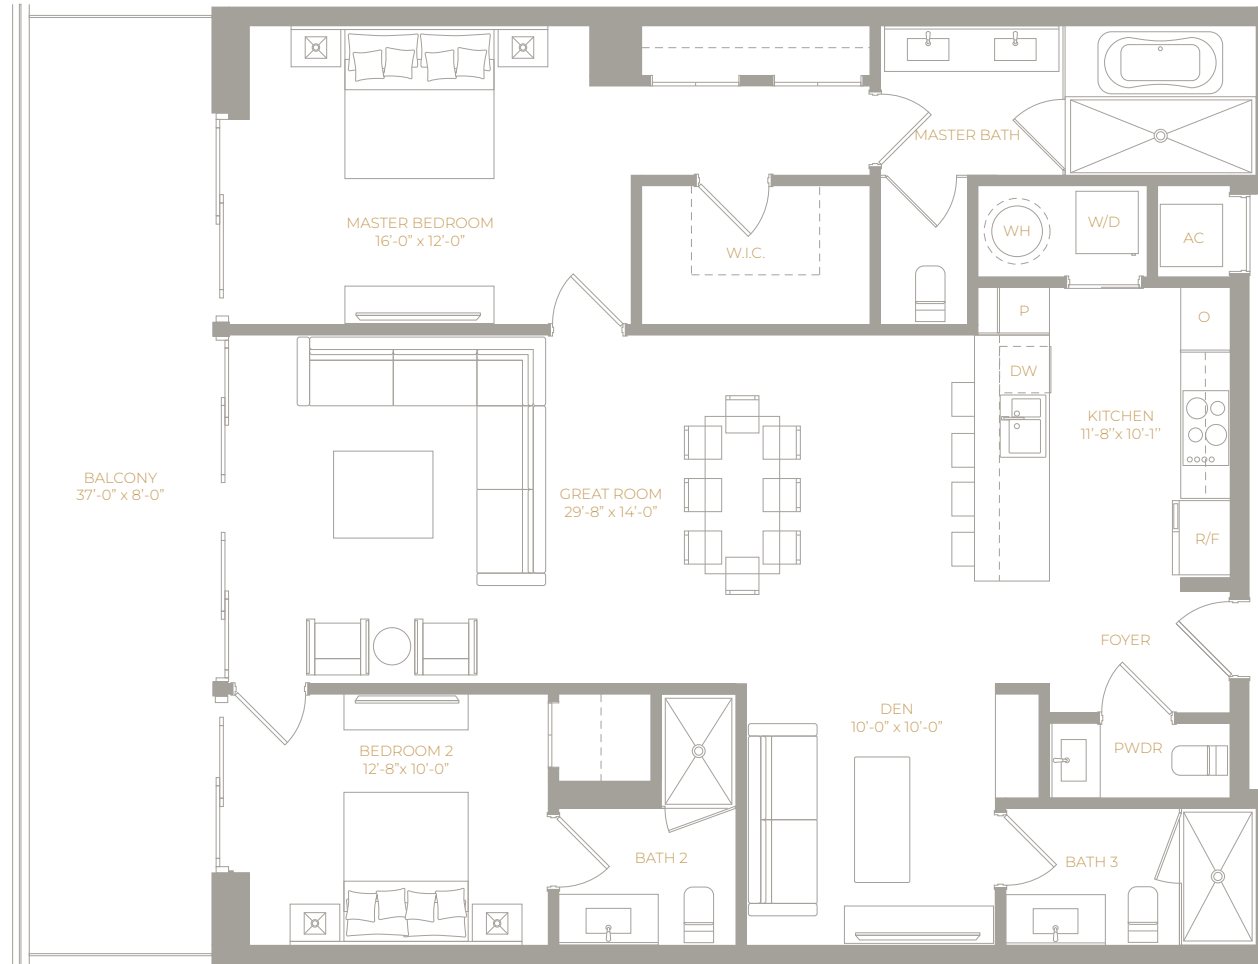 MASTER BATH
MASTER BEDROOM
16'-0" x 12'-0"
W.I.C.
WH
W/D
AC
P
O
DW
KITCHEN
11'-8''x 10'-1''
BALCONY
37'-0" x 8'-0"
GREAT ROOM
29'-8" x 14'-0"
R/F
FOYER
DEN
10'-0" x 10'-0"
BEDROOM 2
12'-8"x 10'-0"
PWDR
BATH 2
BATH 3